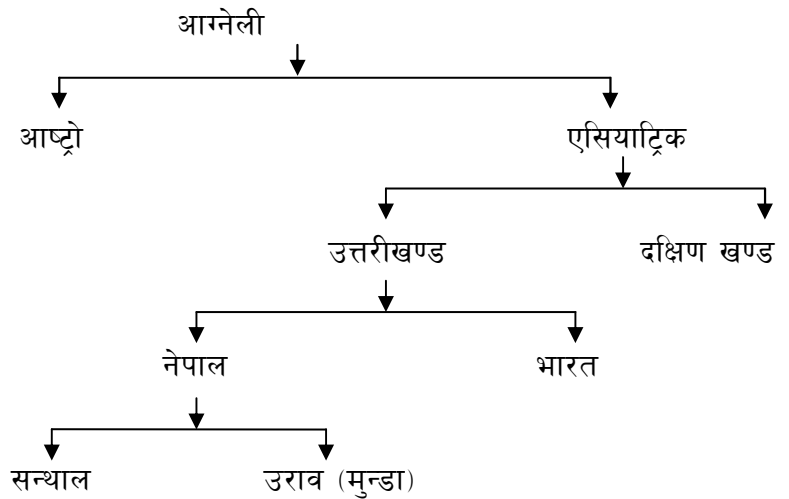 आग्नेली
आष्ट्रो एसियाट्रिक
उत्तरीखण्ड दक्षिण खण्ड
नेपाल भारत
सन्थाल उराव (मुन्डा)